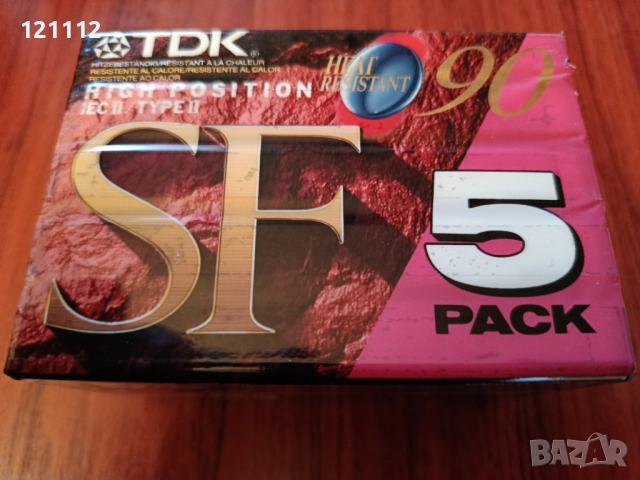 121112
TDK ®
HITZEBESTÄNDIG/RESISTANT A LA CHALEUR
RESISTENTE AL CALORE/RESISTENTE AL CALOR
RESISTENTE AO CALOR
HIGH POSITION
IEC II / TYPE II
HEAT
RESISTANT
90
SF
5
PACK
BAZAR